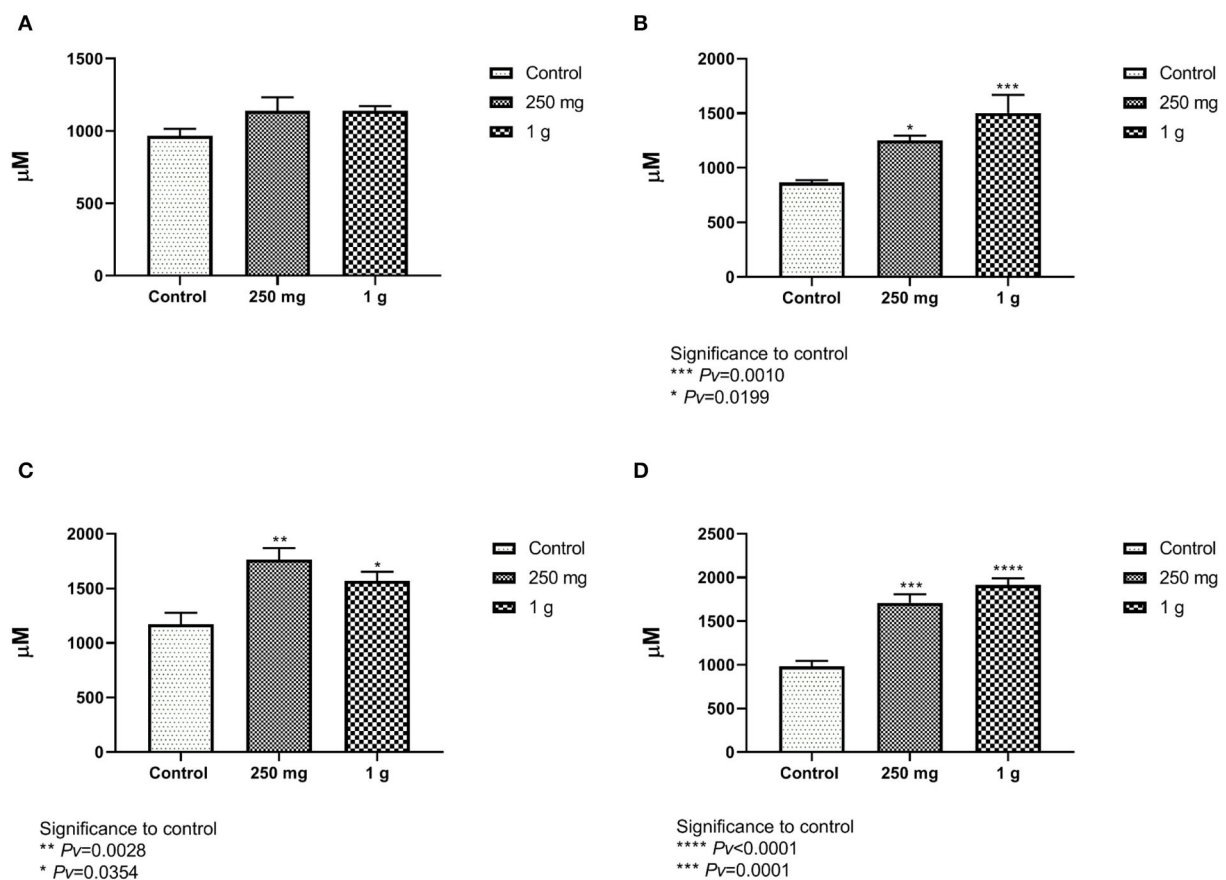 A
1500
1000
500
0
μM
Control
250 mg
1 g
Control
250 mg
1 g
B
2000
1500
1000
500
0
μM
*
***
Control
250 mg
1 g
Control
250 mg
1 g
Significance to control
*** Pv=0.0010
* Pv=0.0199
C
2000
1500
1000
500
0
μM
**
*
Control
250 mg
1 g
Control
250 mg
1 g
Significance to control
** Pv=0.0028
* Pv=0.0354
D
2500
2000
1500
1000
500
0
μM
***
****
Control
250 mg
1 g
Control
250 mg
1 g
Significance to control
**** Pv<0.0001
*** Pv=0.0001